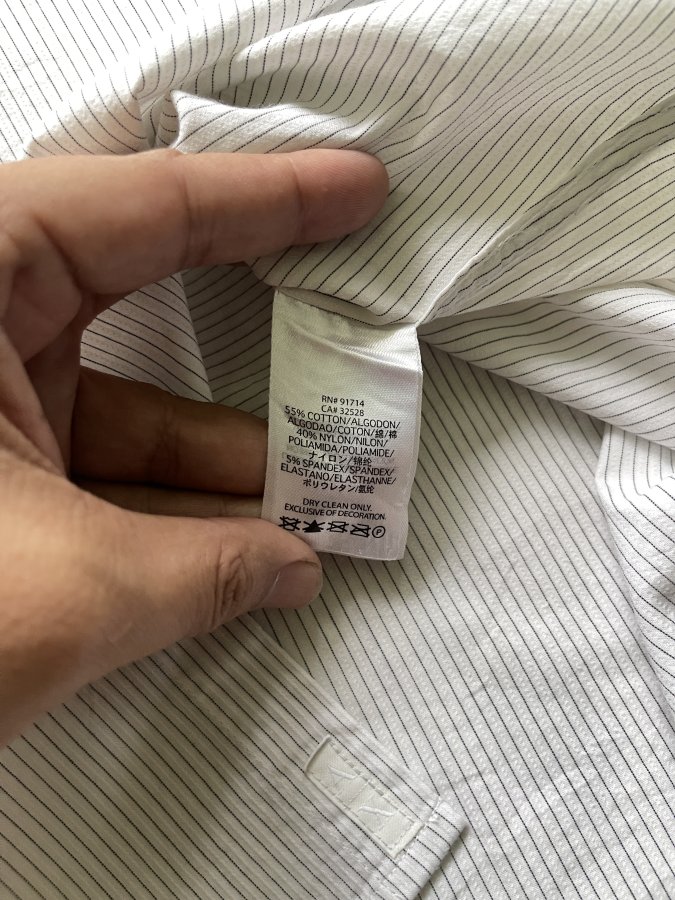 RN# 91714
CA# 32528
55% COTTON/ALGODON/
ALGODAO/COTON/绵/棉
40% NYLON/NILON/
POLIAMIDA/POLIAMIDE/
ナイロン/锦纶
5% SPANDEX/SPANDEX/
ELASTANO/ELASTHANNE/
ポリウレタン/氨纶
DRY CLEAN ONLY.
EXCLUSIVE OF DECORATION.
P